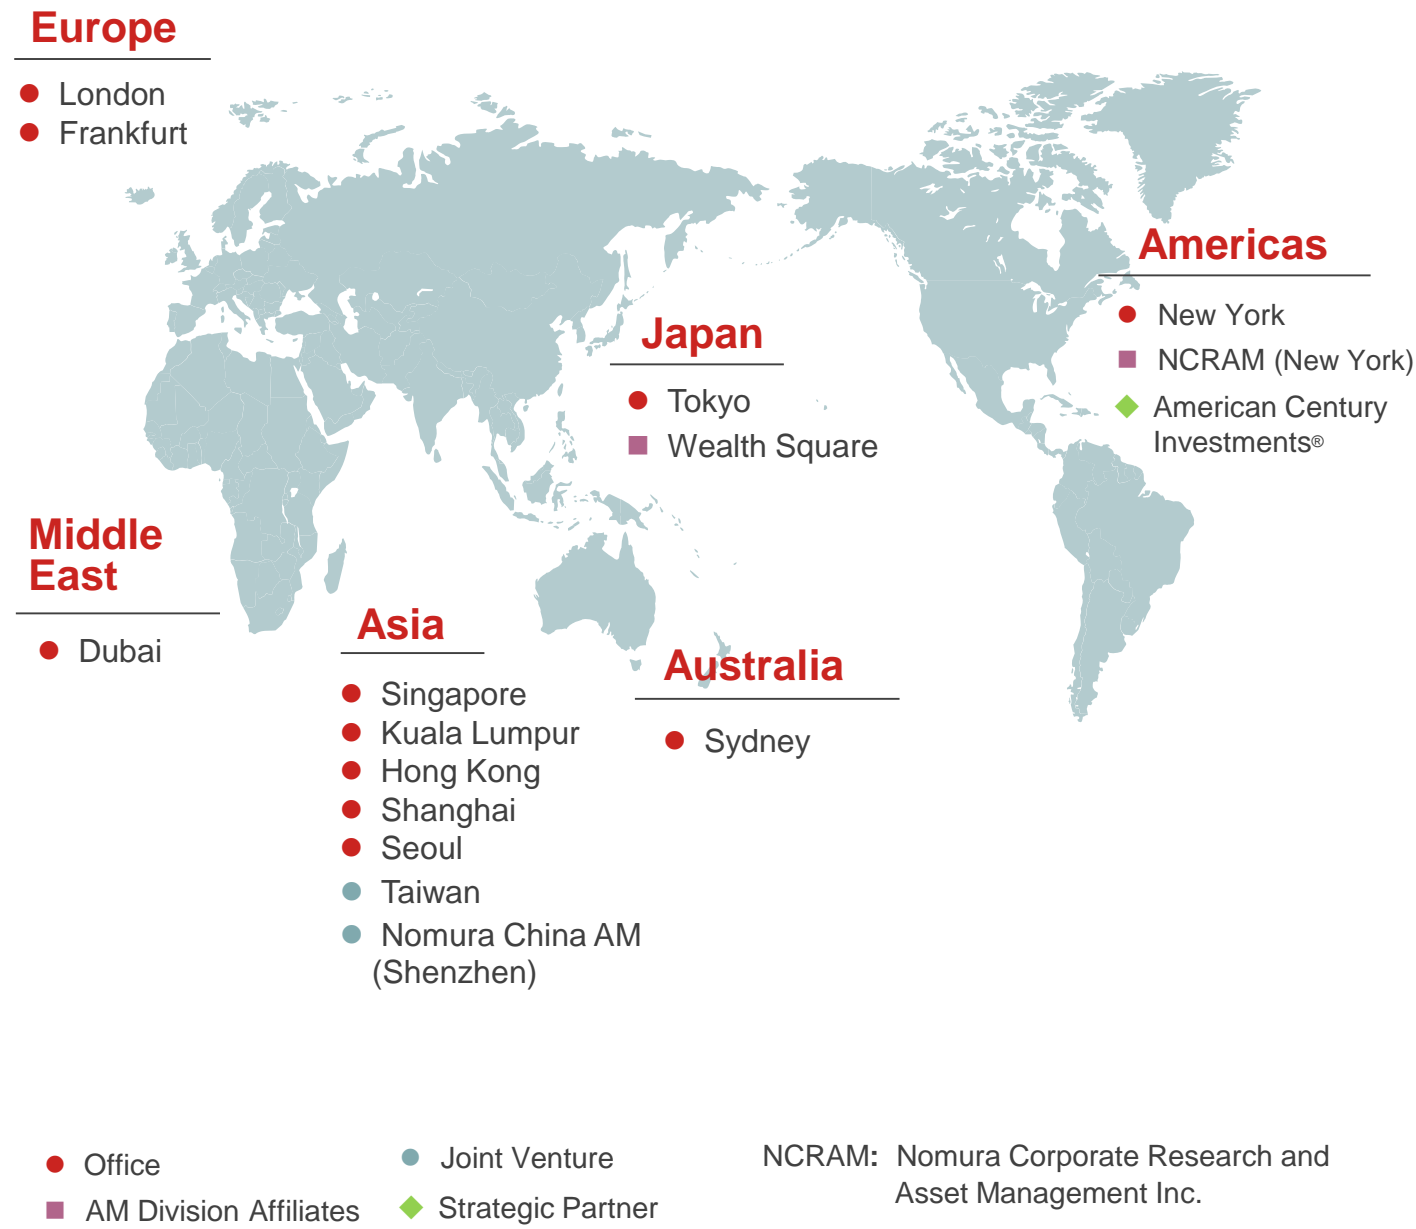 Europe
London
Frankfurt
Americas
New York
NCRAM (New York)
American Century
Investments®
Japan
Tokyo
Wealth Square
Middle
East
Dubai
Asia
Singapore
Kuala Lumpur
Hong Kong
Shanghai
Seoul
Taiwan
Nomura China AM
(Shenzhen)
Australia
Sydney
Office
AM Division Affiliates
Joint Venture
Strategic Partner
NCRAM: Nomura Corporate Research and
Asset Management Inc.